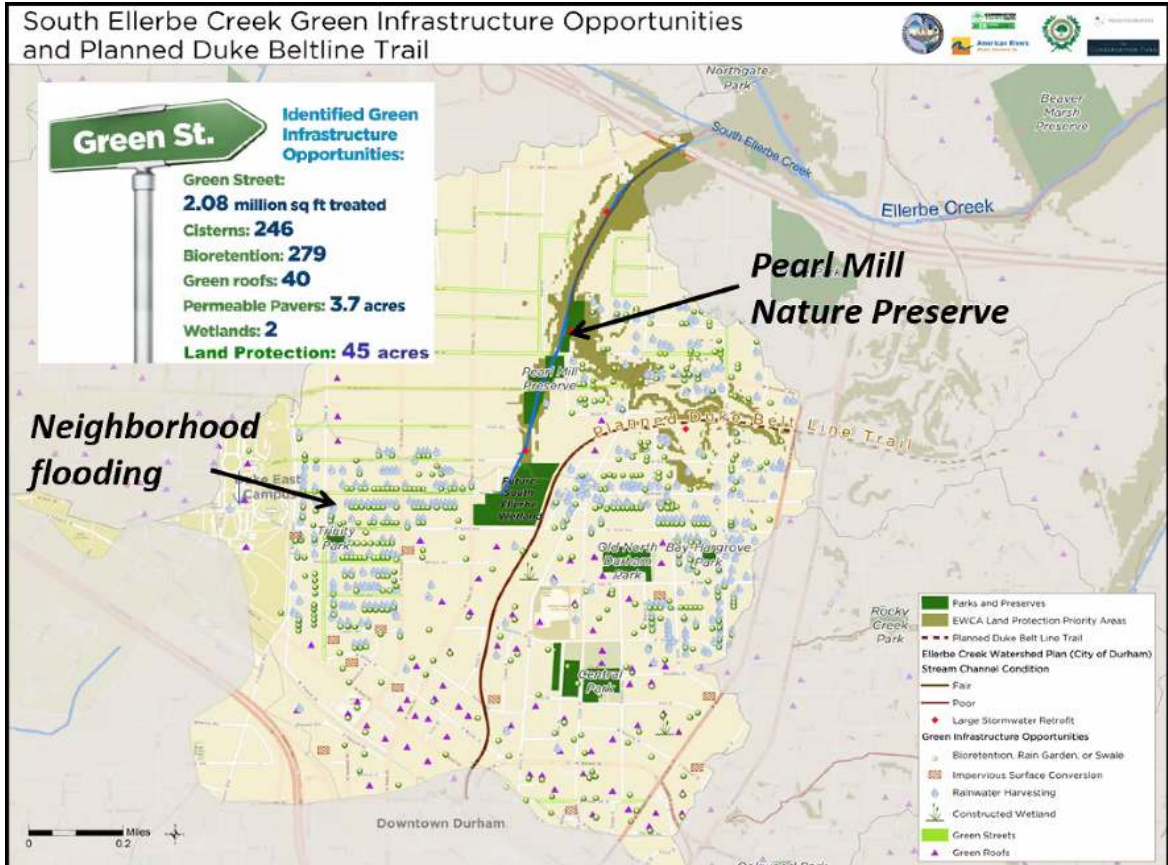 South Ellerbe Creek Green Infrastructure Opportunities
and Planned Duke Beltline Trail
American Rivers
Northgate
Park
Beaver
Marsh
Preserve
Green St.
Identified Green
Infrastructure
Opportunities:
Green Street:
2.08 million sq ft treated
Cisterns: 246
Bioretention: 279
Green roofs: 40
Permeable Pavers: 3.7 acres
Wetlands: 2
Land Protection: 45 acres
South Ellerbe Creek
Ellerbe Creek
Pearl Mill
Nature Preserve
Pearl Mill
Preserve
Planned Duke Belt Line Trail
Neighborhood
flooding
East
Campus
Future
South
Ellerbe
Wetland
Trinity
Park
Old North
Durham
Park
Bay-Hargrove
Park
Rocky
Creek
Park
Central
Park
Downtown Durham
Miles
0
0.2
Parks and Preserves
EWCA Land Protection Priority Areas
Planned Duke Belt Line Trail
Ellerbe Creek Watershed Plan (City of Durham)
Stream Channel Condition
Fair
Poor
Large Stormwater Retrofit
Green Infrastructure Opportunities
Bioretention, Rain Garden, or Swale
Impervious Surface Conversion
Rainwater Harvesting
Constructed Wetland
Green Streets
Green Roofs